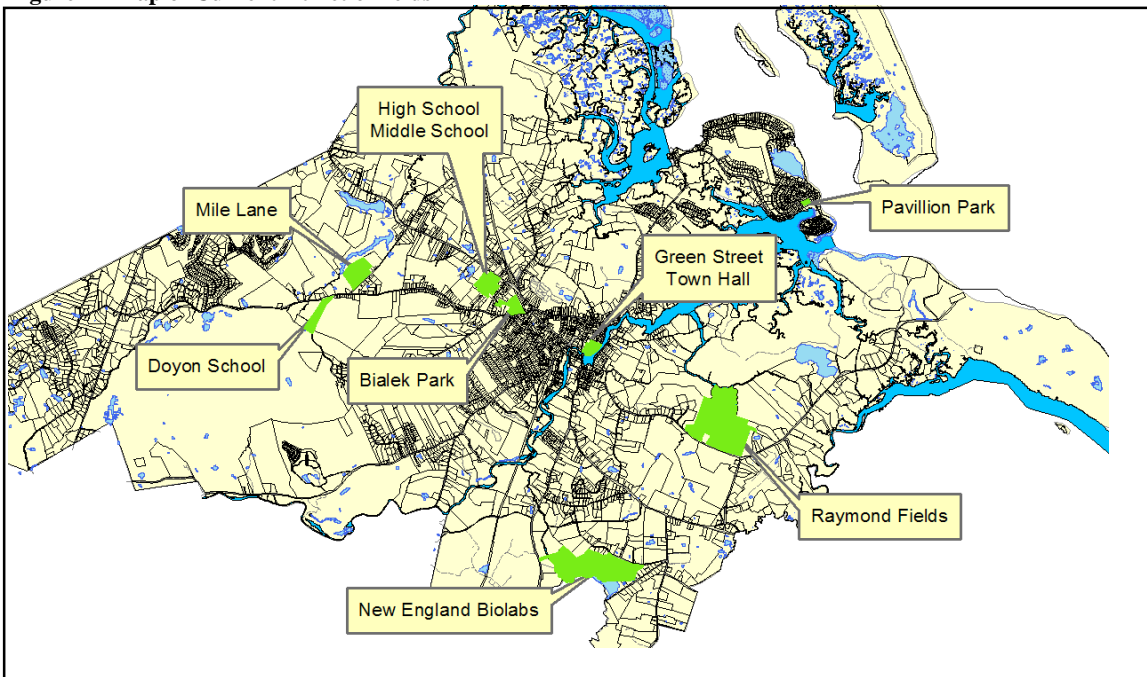 High School
Middle School
Mile Lane
Pavillion Park
Green Street
Town Hall
Doyon School
Bialek Park
Raymond Fields
New England Biolabs